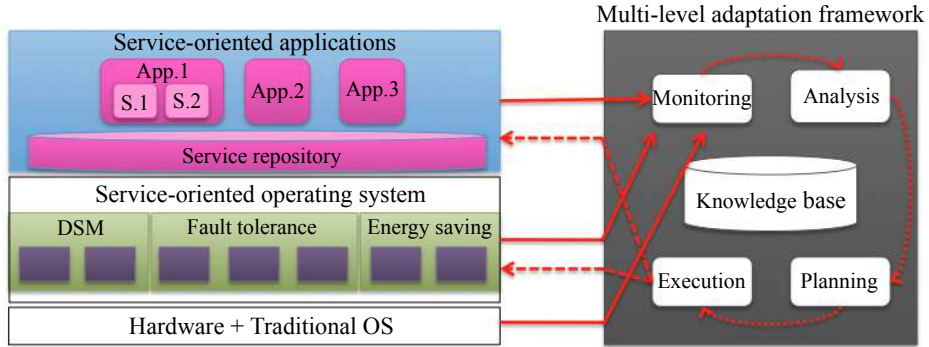 Multi-level adaptation framework
Service-oriented applications
App.1
S.1
S.2
App.2
App.3
Service repository
Service-oriented operating system
DSM
Fault tolerance
Energy saving
Hardware + Traditional OS
Monitoring
Analysis
Knowledge base
Execution
Planning